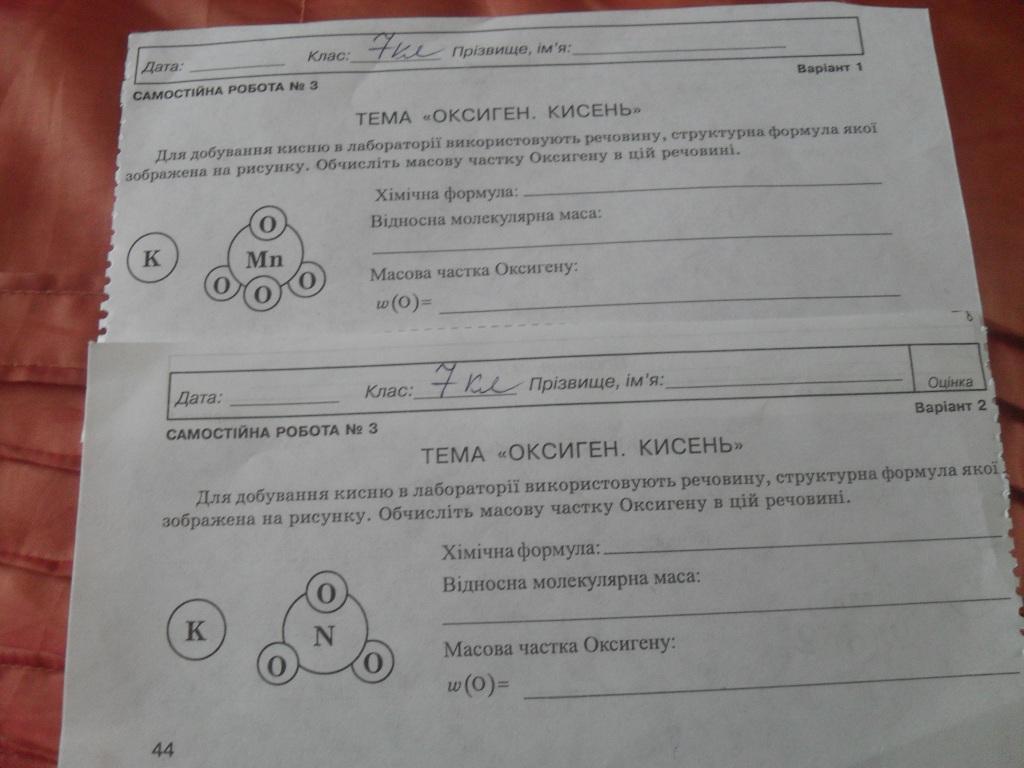 Дата: Клас: 7 кл Прізвище, ім'я:
САМОСТІЙНА РОБОТА № 3 Варіант 1
ТЕМА «ОКСИГЕН. КИСЕНЬ»
Для добування кисню в лабораторії використовують речовину, структурна формула якої
зображена на рисунку. Обчисліть масову частку Оксигену в цій речовині.
Хімічна формула:
Відносна молекулярна маса:
Масова частка Оксигену:
w(O)=
K
O
Mn
O O O
Дата: Клас: 7 кл Прізвище, ім'я: Оцінка
САМОСТІЙНА РОБОТА № 3 Варіант 2
ТЕМА «ОКСИГЕН. КИСЕНЬ»
Для добування кисню в лабораторії використовують речовину, структурна формула якої
зображена на рисунку. Обчисліть масову частку Оксигену в цій речовині.
Хімічна формула:
Відносна молекулярна маса:
Масова частка Оксигену:
w(O)=
O
K N
O O
44